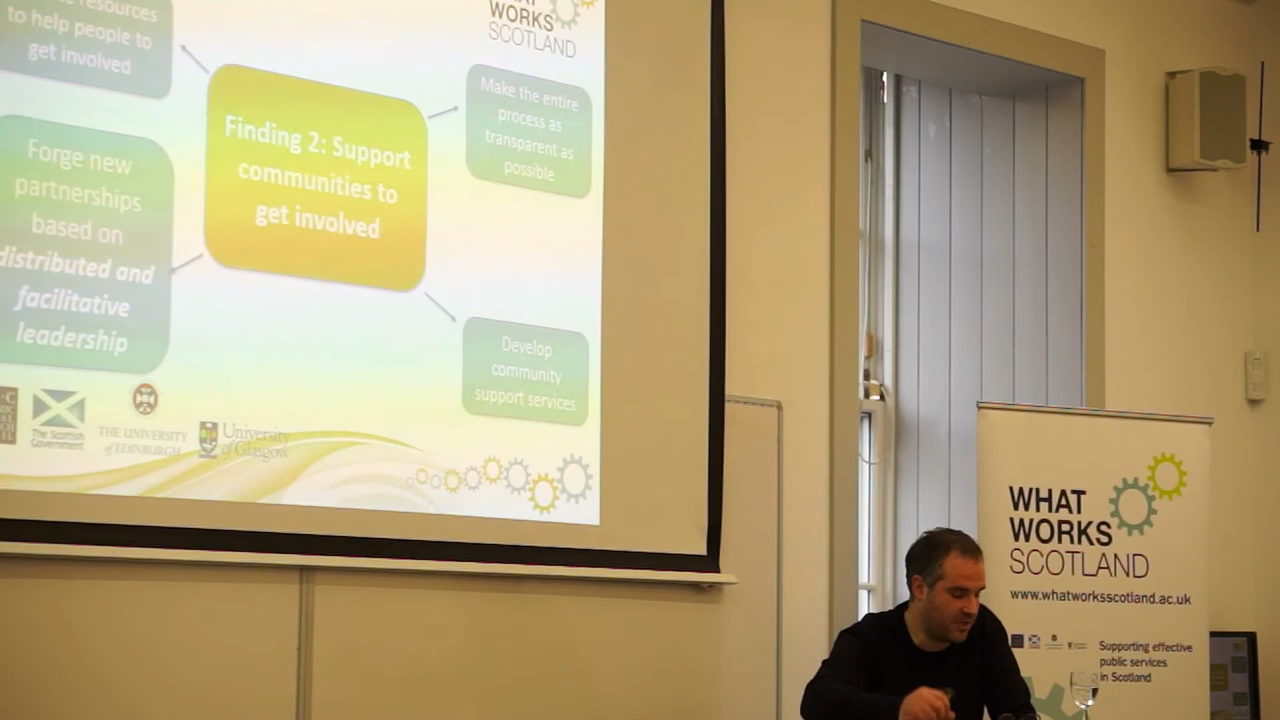 resources
to help people to
get involved
Forge new
partnerships
based on
distributed and
facilitative
leadership
Finding 2: Support
communities to
get involved
WORKS
SCOTLAND
Make the entire
process as
transparent as
possible
Develop
community
support services
The Scottish
Government
THE UNIVERSITY
of EDINBURGH
University
of Glasgow
WHAT
WORKS
SCOTLAND
www.whatworksscotland.ac.uk
Supporting effective
public services
in Scotland